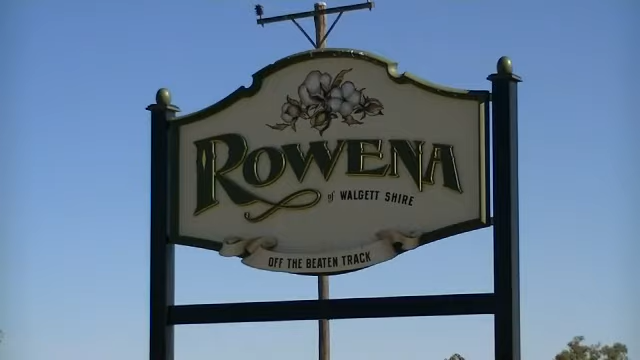 ROWENA
of WALGETT SHIRE
OFF THE BEATEN TRACK